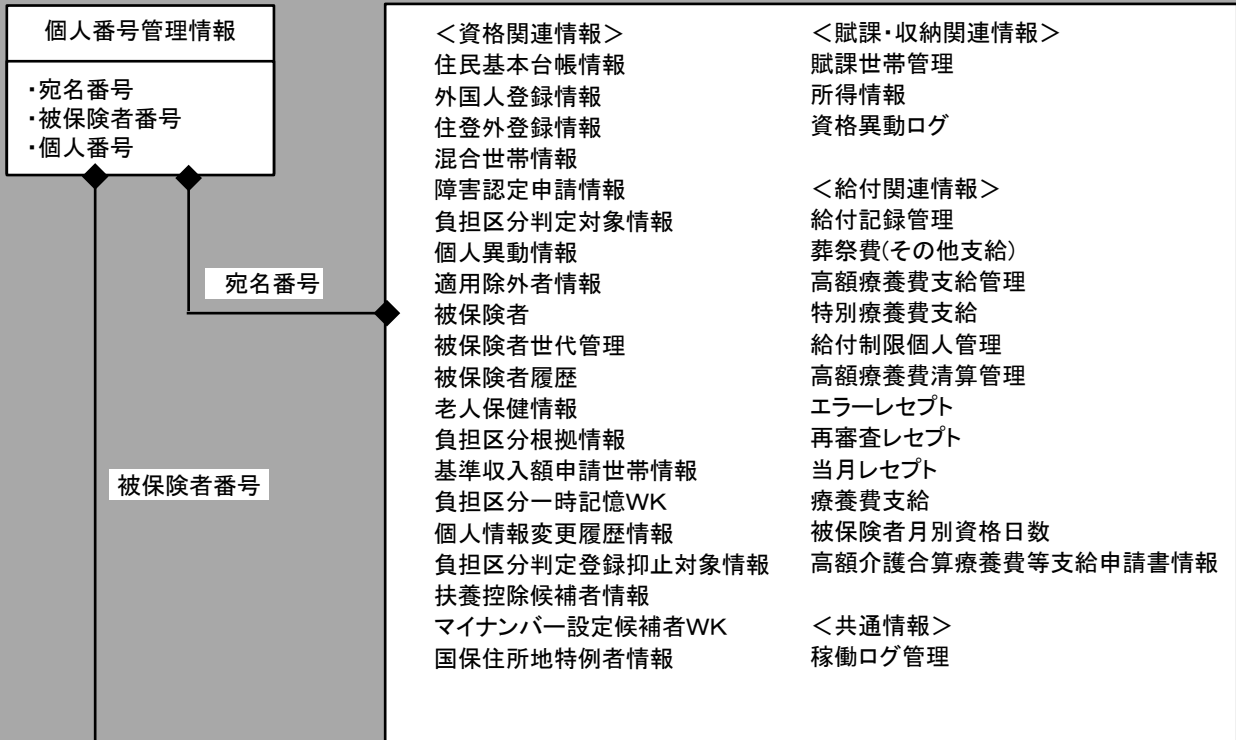 個人番号管理情報
・宛名番号
・被保険者番号
・個人番号
宛名番号
被保険者番号
＜資格関連情報＞
住民基本台帳情報
外国人登録情報
住登外登録情報
混合世帯情報
障害認定申請情報
負担区分判定対象情報
個人異動情報
適用除外者情報
被保険者
被保険者世代管理
被保険者履歴
老人保健情報
負担区分根拠情報
基準収入額申請世帯情報
負担区分一時記憶WK
個人情報変更履歴情報
負担区分判定登録抑止対象情報
扶養控除候補者情報
マイナンバー設定候補者WK
国保住所地特例者情報
＜賦課・収納関連情報＞
賦課世帯管理
所得情報
資格異動ログ
＜給付関連情報＞
給付記録管理
葬祭費(その他支給)
高額療養費支給管理
特別療養費支給
給付制限個人管理
高額療養費清算管理
エラーレセプト
再審査レセプト
当月レセプト
療養費支給
被保険者月別資格日数
高額介護合算療養費等支給申請書情報
＜共通情報＞
稼働ログ管理